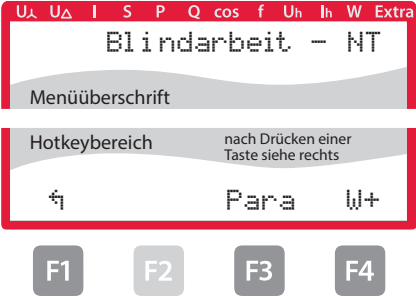 U⅄ U△ I S P Q cos f Uh Ih W Extra
Blindarbeit - NT
Menüüberschrift
Hotkeybereich
nach Drücken einer
Taste siehe rechts
Para W+
F1 F2 F3 F4